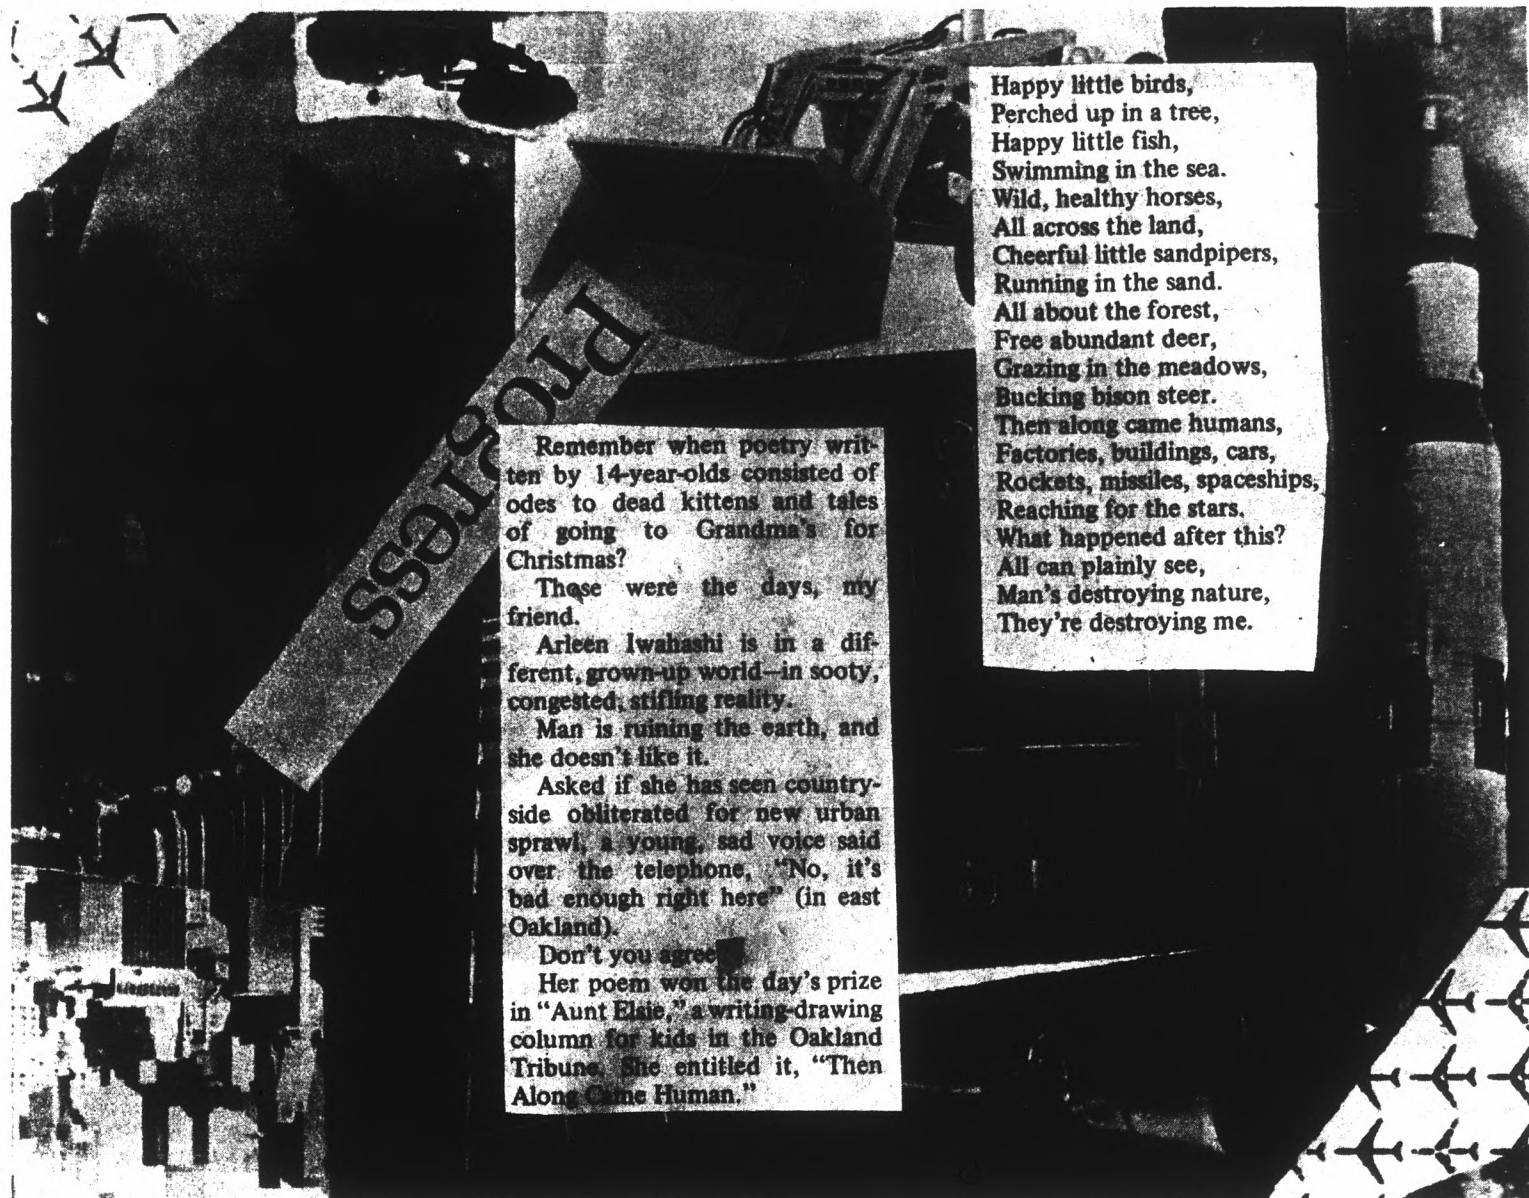 Progress
Remember when poetry writ-
ten by 14-year-olds consisted of
odes to dead kittens and tales
of going to Grandma's for
Christmas?
Those were the days, my
friend.
Arleen Iwahashi is in a dif-
ferent, grown-up world—in sooty,
congested, stifling reality.
Man is ruining the earth, and
she doesn't like it.
Asked if she has seen country-
side obliterated for new urban
sprawl, a young, sad voice said
over the telephone, "No, it's
bad enough right here" (in east
Oakland).
Don't you agree
Her poem won the day's prize
in "Aunt Elsie," a writing-drawing
column for kids in the Oakland
Tribune. She entitled it, "Then
Along Came Human."
Happy little birds,
Perched up in a tree,
Happy little fish,
Swimming in the sea.
Wild, healthy horses,
All across the land,
Cheerful little sandpipers,
Running in the sand.
All about the forest,
Free abundant deer,
Grazing in the meadows,
Bucking bison steer.
Then along came humans,
Factories, buildings, cars,
Rockets, missiles, spaceships,
Reaching for the stars.
What happened after this?
All can plainly see,
Man's destroying nature,
They're destroying me.